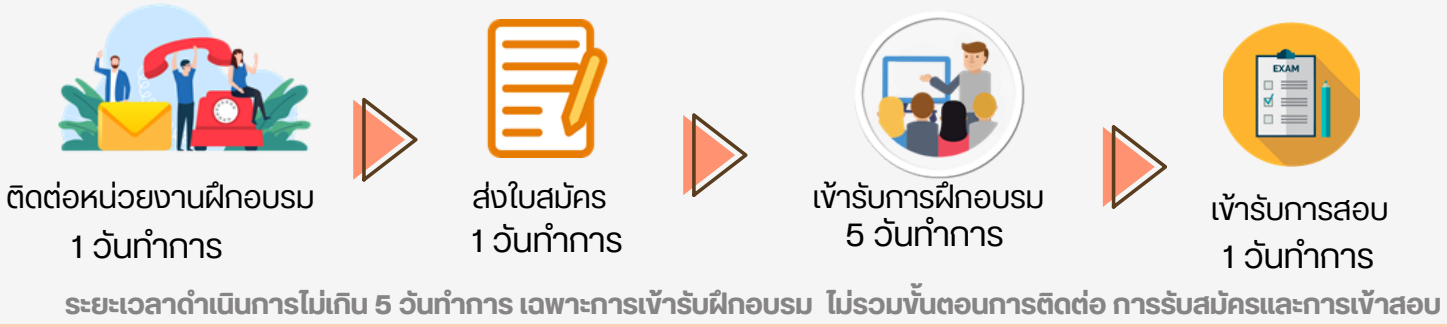 EXAM
ติดต่อหน่วยงานฝึกอบรม
1 วันทำการ
ส่งใบสมัคร
1 วันทำการ
เข้ารับการฝึกอบรม
5 วันทำการ
เข้ารับการสอบ
1 วันทำการ
ระยะเวลาดำเนินการไม่เกิน 5 วันทำการ เฉพาะการเข้ารับฝึกอบรม ไม่รวมขั้นตอนการติดต่อ การรับสมัครและการเข้าสอบ